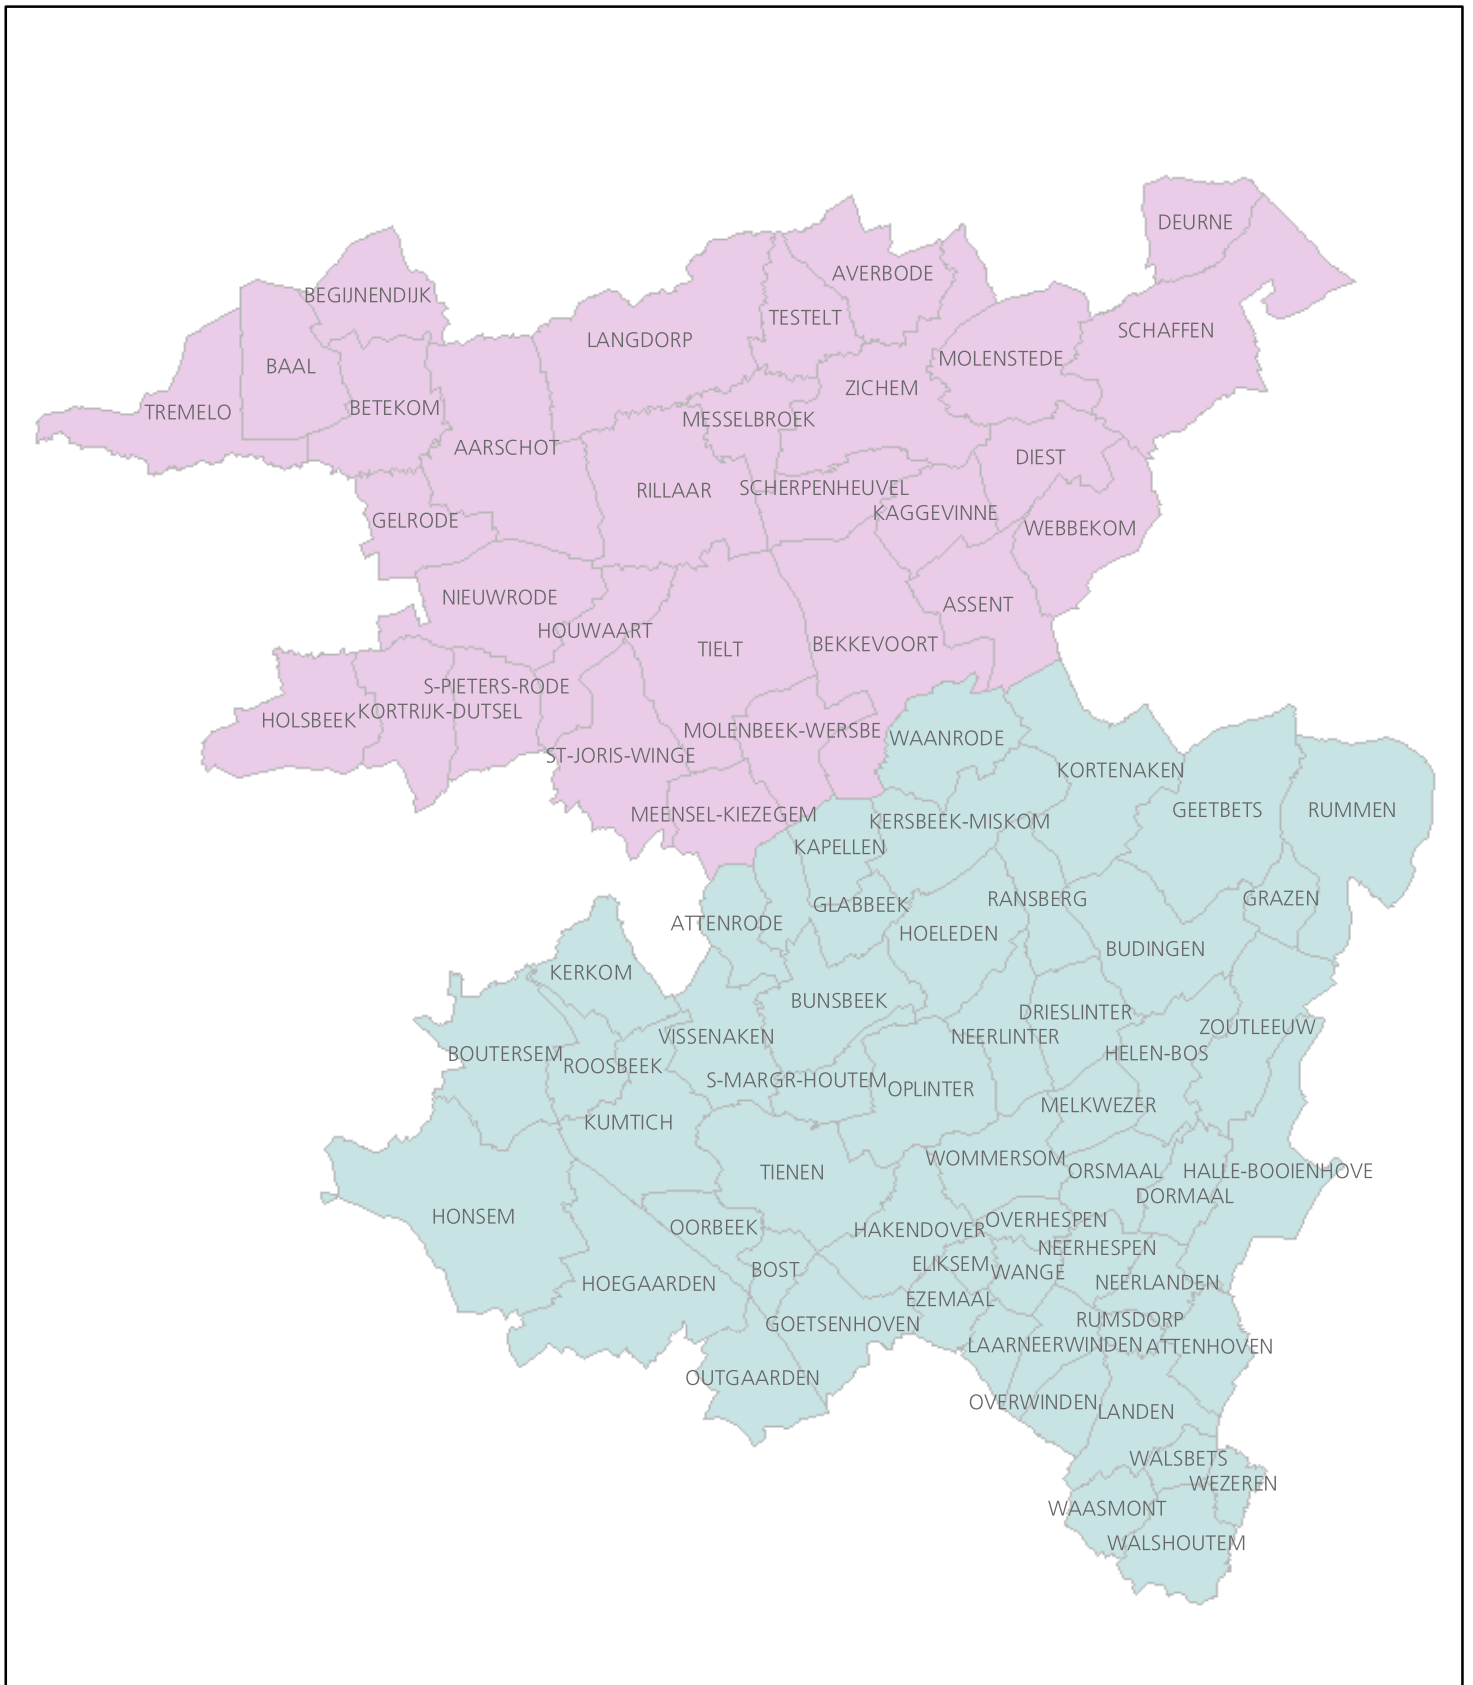 DEURNE
AVERBODE
BEGIJNENDIJK
TESTELT
SCHAFFEN
LANGDORP
MOLENSTEDE
BAAL
ZICHEM
BETEKOM
TREMELO
MESSELBROEK
AARSCHOT
DIEST
SCHERPENHEUVEL
RILLAAR
KAGGEVINNE
GELRODE
WEBBEKOM
NIEUWRODE
ASSENT
HOUWAART
BEKKEVOORT
TIELT
S-PIETERS-RODE
KORTRIJK-DUTSEL
HOLSBEEK
MOLENBEEK-WERSBE
WAANRODE
ST-JORIS-WINGE
KORTENAKEN
GEETBETS
RUMMEN
MEENSEL-KIEZEGEM
KERSBEEK-MISKOM
KAPELLEN
RANSBERG
GRAZEN
GLABBEEK
ATTENRODE
HOELEDEN
BUDINGEN
KERKOM
BUNSBEEK
DRIESLINTER
ZOUTLEEUW
VISSENAKEN
NEERLINTER
BOUTERSEM
HELEN-BOS
ROOSBEEK
S-MARGR-HOUTEM
OPLINTER
MELKWEZER
KUMTICH
WOMMERSOM
TIENEN
ORSMAAL
HALLE-BOOIENHOVE
DORMAAL
HONSEM
OVERHESPEN
OORBEEK
HAKENDOVER
NEERHESPEN
ELIKSEM
BOST
WANGE
HOEGAARDEN
NEERLANDEN
EZEMAAL
RUMSDORP
GOETSENHOVEN
LAAR
NEERWINDEN
ATTENHOVEN
OUTGAARDEN
OVERWINDEN
LANDEN
WALSBETS
WEZEREN
WAASMONT
WALSHOUTEM